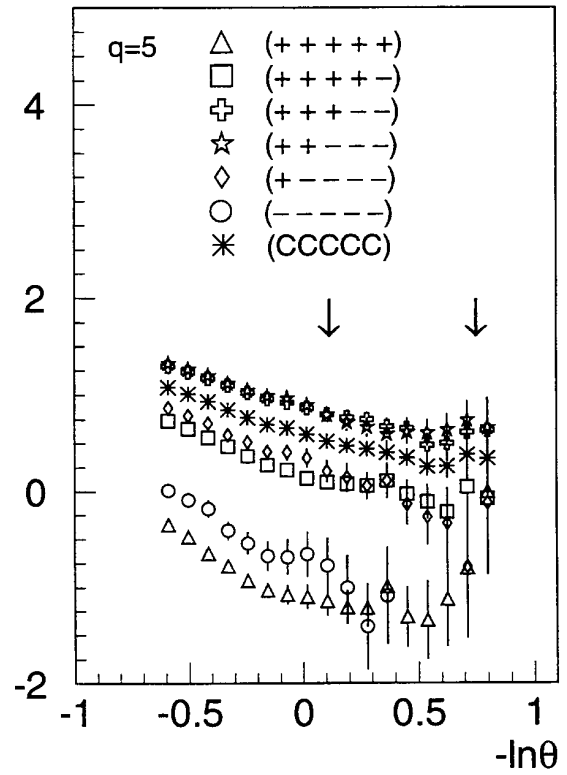 q=5
(+ + + + +)
(+ + + + −)
(+ + + − −)
(+ + − − −)
(+ − − − −)
(− − − − −)
(CCCCC)
4
2
0
-2
-1 -0.5 0 0.5 1
-lnθ